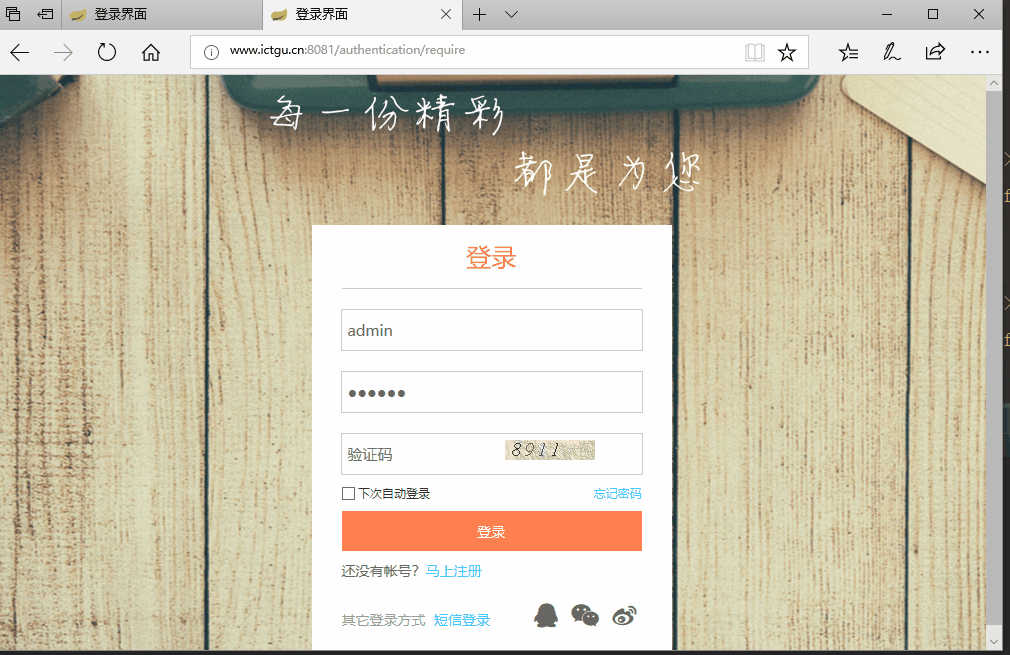 登录界面
登录界面
www.ictgu.cn:8081/authentication/require
每一份精彩
都是为您
登录
admin
••••••
验证码 8911
下次自动登录 忘记密码
登录
还没有帐号？马上注册
其它登录方式 短信登录